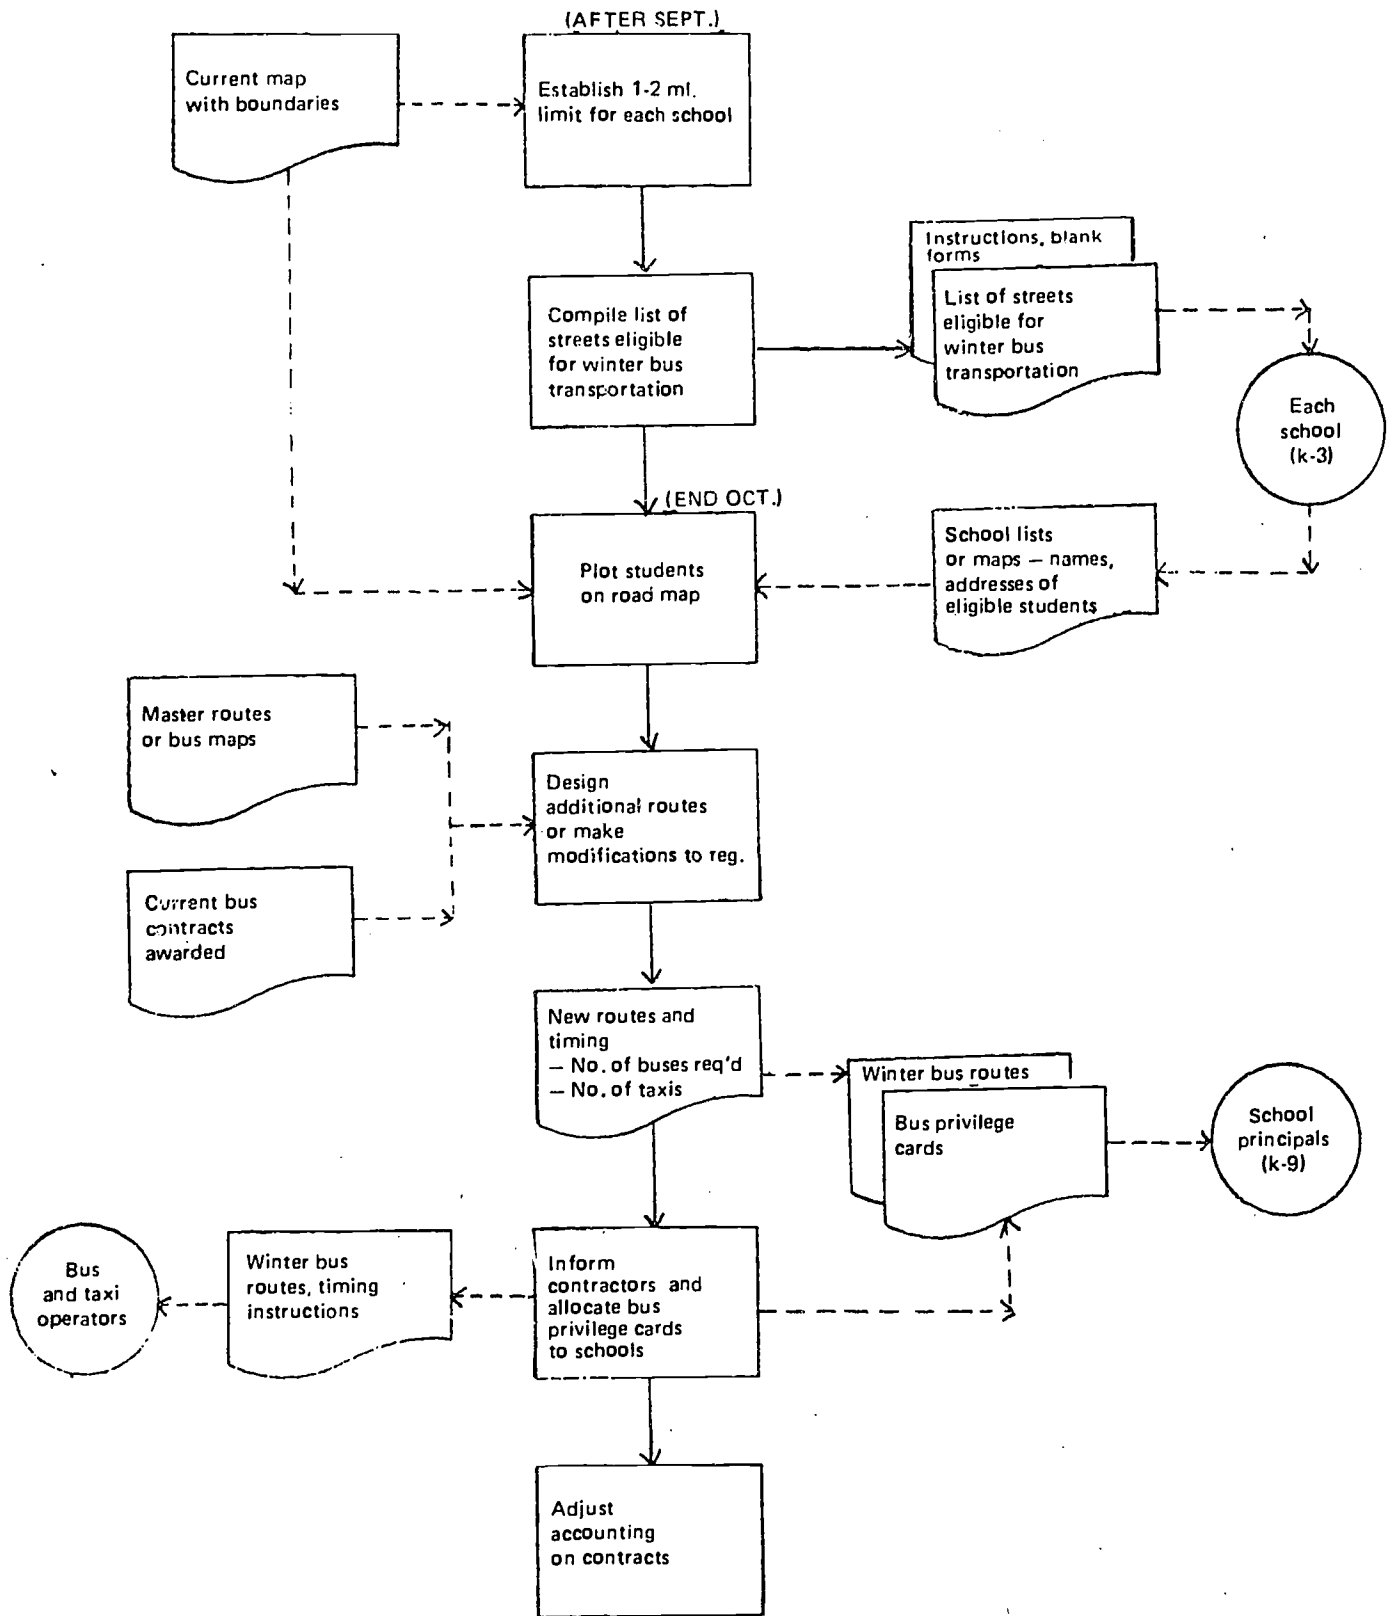 (AFTER SEPT.)
Current map
with boundaries
Establish 1-2 ml.
limit for each school
Instructions, blank
forms
List of streets
eligible for
winter bus
transportation
Compile list of
streets eligible
for winter bus
transportation
Each
school
(k-3)
(END OCT.)
School lists
or maps — names,
addresses of
eligible students
Plot students
on road map
Master routes
or bus maps
Design
additional routes
or make
modifications to reg.
Current bus
contracts
awarded
New routes and
timing
— No. of buses req'd
— No. of taxis
Winter bus routes
Bus privilege
cards
School
principals
(k-9)
Bus
and taxi
operators
Winter bus
routes, timing
instructions
Inform
contractors and
allocate bus
privilege cards
to schools
Adjust
accounting
on contracts